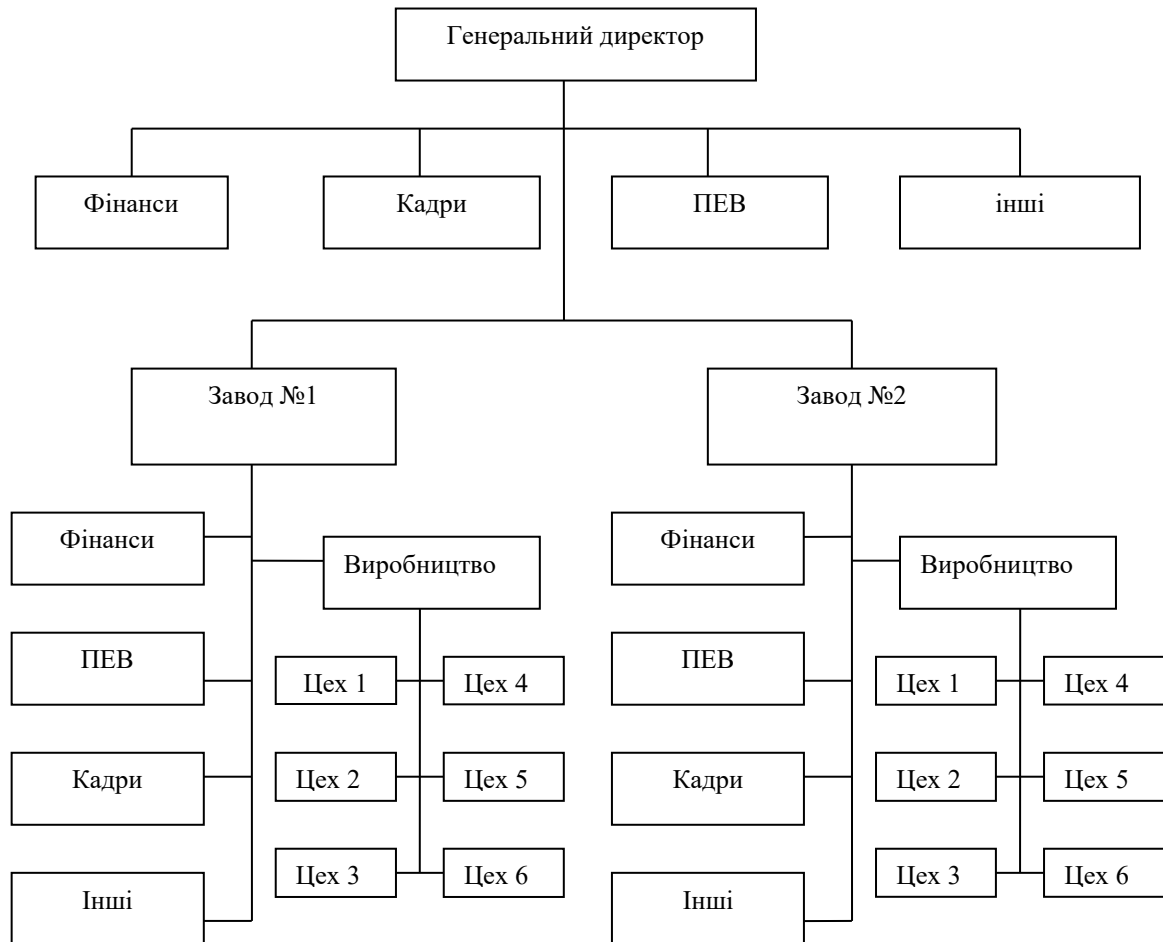 Генеральний директор
Фінанси
Кадри
ПЕВ
інші
Завод №1
Завод №2
Фінанси
Виробництво
ПЕВ
Цех 1
Цех 4
Кадри
Цех 2
Цех 5
Інші
Цех 3
Цех 6
Фінанси
Виробництво
ПЕВ
Цех 1
Цех 4
Кадри
Цех 2
Цех 5
Інші
Цех 3
Цех 6